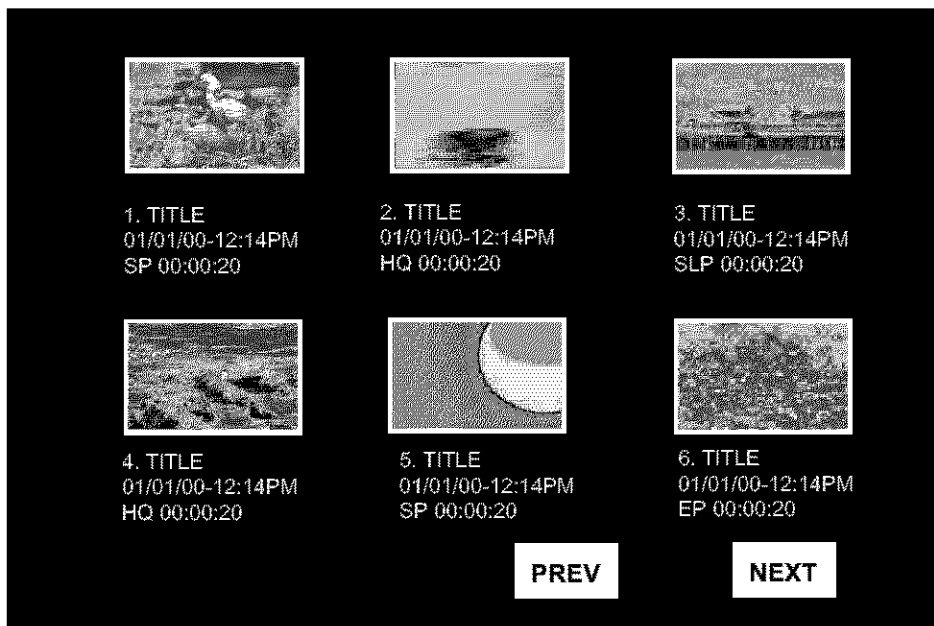 1. TITLE
01/01/00-12:14PM
SP 00:00:20
2. TITLE
01/01/00-12:14PM
HQ 00:00:20
3. TITLE
01/01/00-12:14PM
SLP 00:00:20
4. TITLE
01/01/00-12:14PM
HQ 00:00:20
5. TITLE
01/01/00-12:14PM
SP 00:00:20
6. TITLE
01/01/00-12:14PM
EP 00:00:20
PREV
NEXT